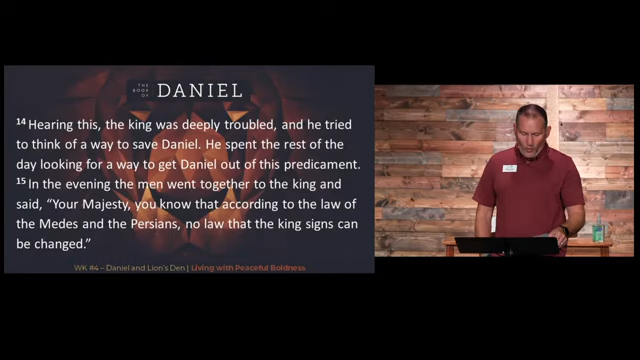 THE
BOOK
OF
DANIEL
14 Hearing this, the king was deeply troubled, and he tried
to think of a way to save Daniel. He spent the rest of the
day looking for a way to get Daniel out of this predicament.
15 In the evening the men went together to the king and
said, “Your Majesty, you know that according to the law of
the Medes and the Persians, no law that the king signs can
be changed.”
WK #4 – Daniel and Lion's Den | Living with Peaceful Boldness